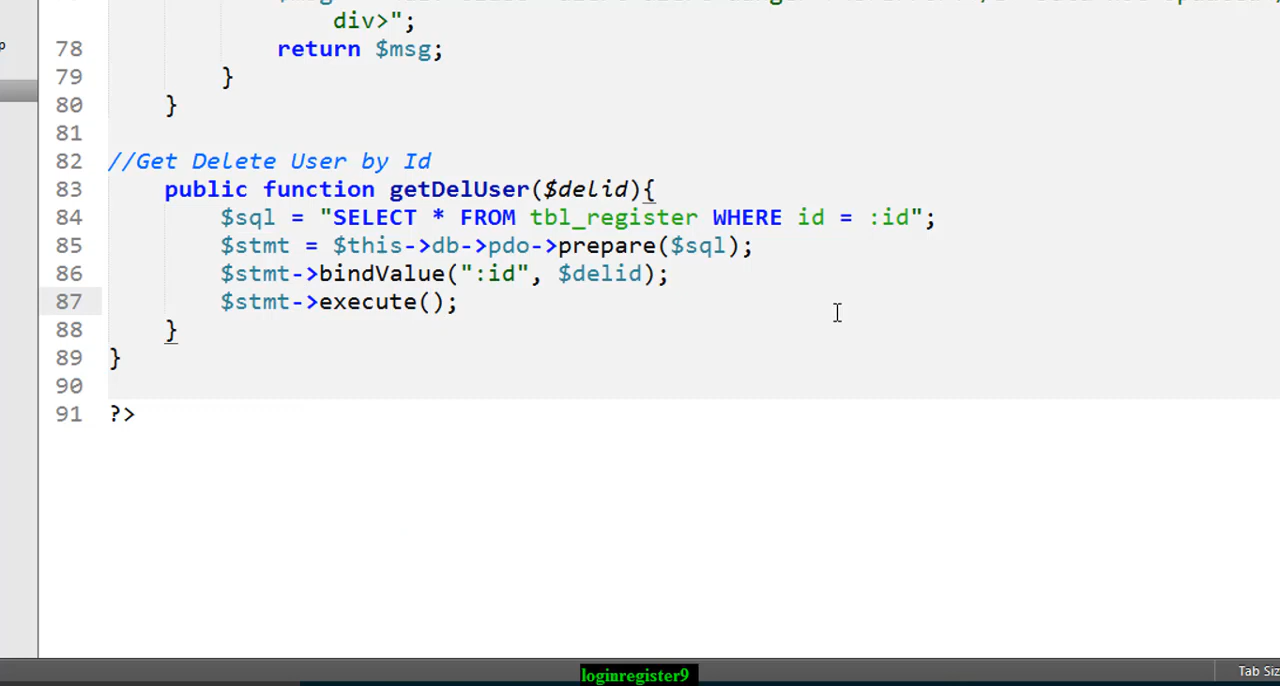 div>";
78 return $msg;
79 }
80 }
81
82 //Get Delete User by Id
83 public function getDelUser($delid){
84 $sql = "SELECT * FROM tbl_register WHERE id = :id";
85 $stmt = $this->db->pdo->prepare($sql);
86 $stmt->bindValue(":id", $delid);
87 $stmt->execute();
88 }
89 }
90
91 ?>
loginregister9
Tab Siz